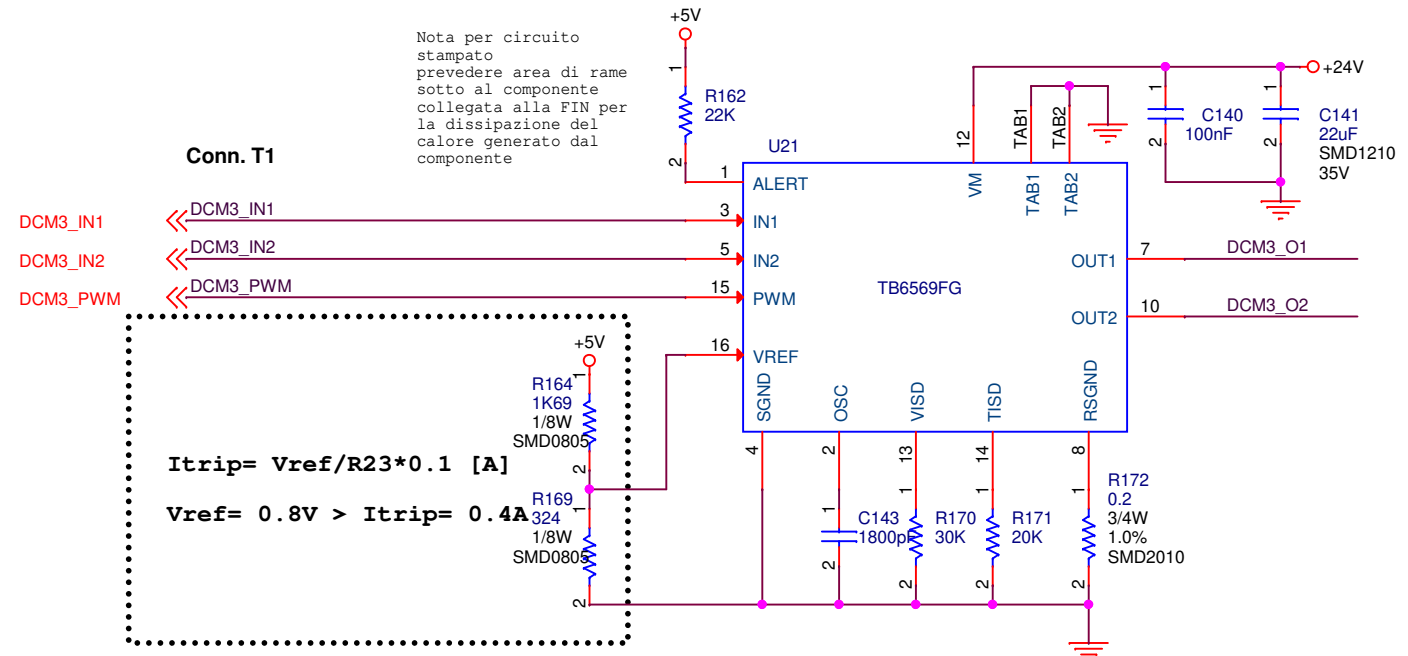 +5V
Nota per circuito
stampato
prevedere area di rame
sotto al componente
collegata alla FIN per
la dissipazione del
calore generato dal
componente
1
R162
22K
2
+24V
1
C140
100nF
2
1
C141
22uF
SMD1210
35V
2
12
TAB1
TAB2
U21
Conn. T1
1
ALERT
VM
TAB1
TAB2
DCM3_IN1
DCM3_IN1
3
IN1
DCM3_IN2
DCM3_IN2
5
IN2
OUT1
7
DCM3_O1
DCM3_PWM
DCM3_PWM
15
PWM
TB6569FG
OUT2
10
DCM3_O2
+5V
16
VREF
SGND
OSC
VISD
TISD
RSGND
1
R164
1K69
1/8W
SMD0805
2
4
2
13
14
8
Itrip= Vref/R23*0.1 [A]
Vref= 0.8V > Itrip= 0.4A
1
R169
324
1/8W
SMD0805
2
1
C143
1800pF
2
1
R170
30K
2
1
R171
20K
2
1
R172
0.2
3/4W
1.0%
SMD2010
2